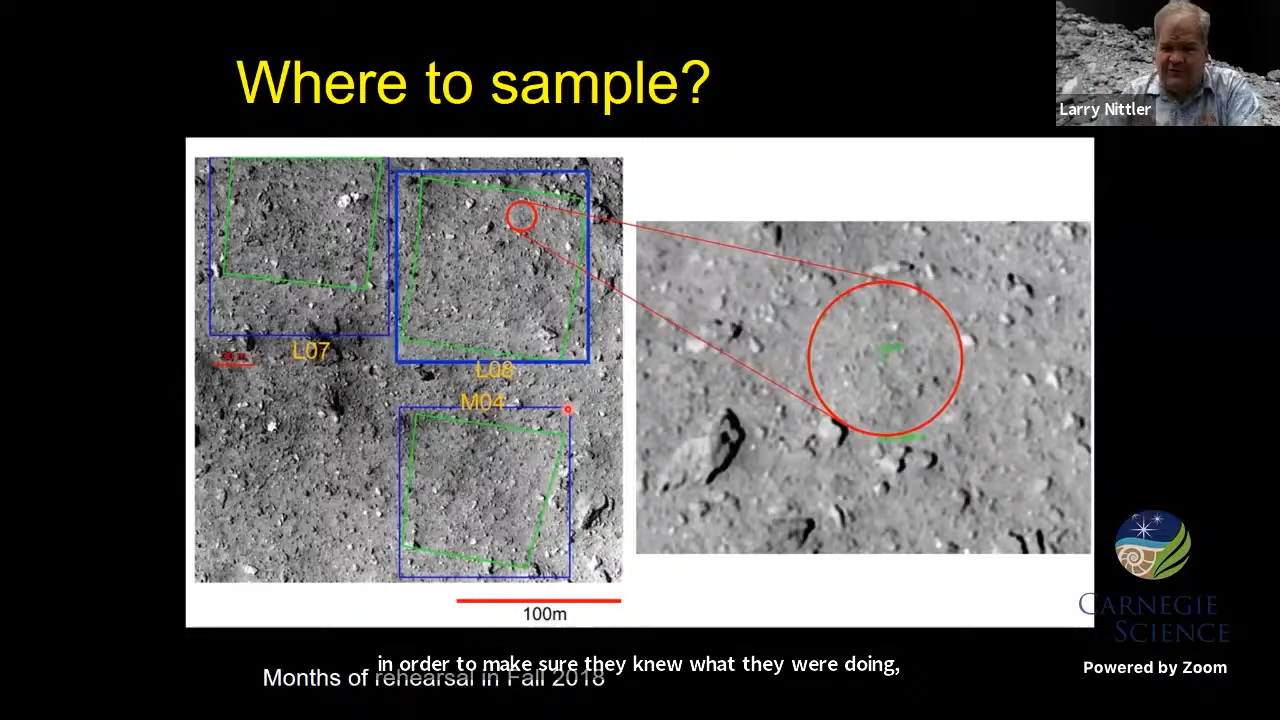 Where to sample?
Larry Nittler
L07
L08
M04
100m
in order to make sure they knew what they were doing,
Months of rehearsal in Fall 2018
CARNEGIE
SCIENCE
Powered by Zoom